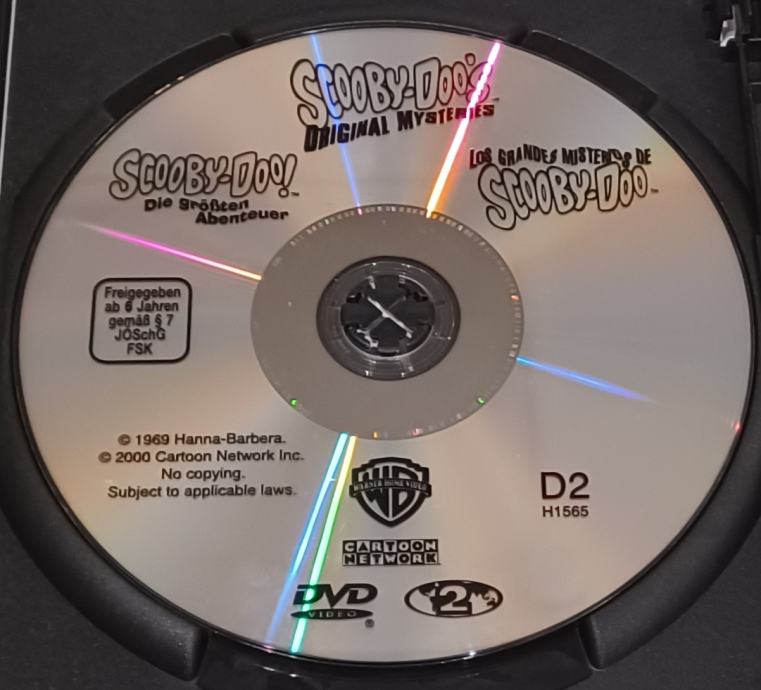 SCOOBY-DOO'S
ORIGINAL MYSTERIES
SCOOBY-DOO!™
Die größten
Abenteuer
LOS GRANDES MISTERIOS DE
SCOOBY-DOO™
Freigegeben
ab 6 Jahren
gemäß § 7
JÖSchG
FSK
© 1969 Hanna-Barbera.
© 2000 Cartoon Network Inc.
No copying.
Subject to applicable laws.
WARNER HOME VIDEO
CARTOON
NETWORK
D2
H1565
DVD
VIDEO ®
2